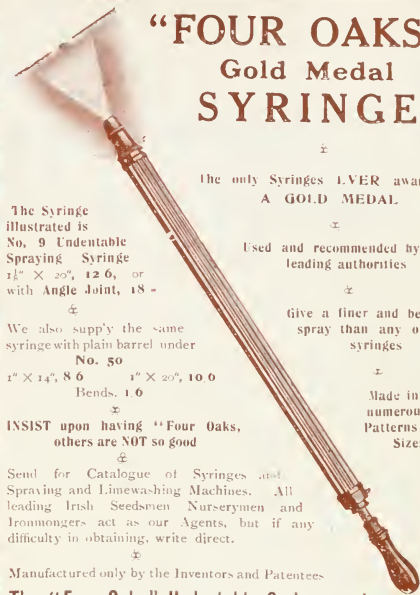 "FOUR OAKS
Gold Medal
SYRINGE
The only Syringes EVER
A GOLD MEDAL
The Syringe
illustrated is
No. 9 Undentable
Spraying Syringe
1½" × 20", 12 6, or
with Angle Joint, 18 -
Used and recommended by
leading authorities
Give a finer and
spray than any
syringes
We also supply the same
syringe with plain barrel under
No. 50
1" × 14", 8 6 1" × 20", 10 6
Bends, 1 6
Made in
Patterns
INSIST upon having "Four Oaks,
others are NOT so good
Send for Catalogue of Syringes and
Spraying and Limewashing Machines. All
leading Irish Seedsmen Nurserymen and
Ironmongers act as our Agents, but if any
difficulty in obtaining, write direct.
Manufactured only by the Inventors and Patentees